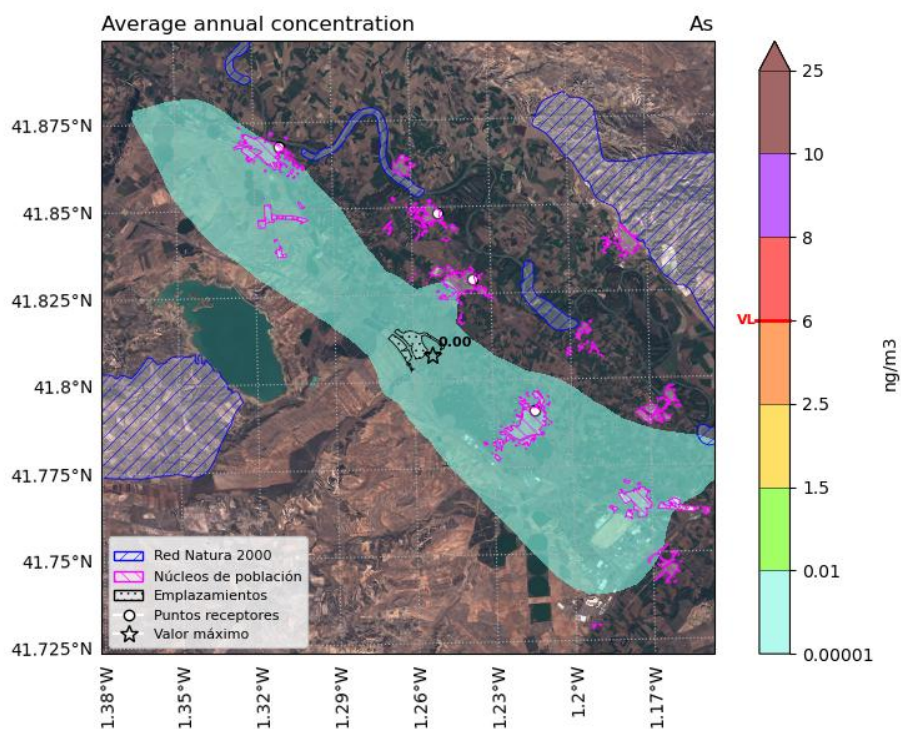 Average annual concentration As
41.875°N
41.85°N
41.825°N
41.8°N
41.775°N
41.75°N
41.725°N
0.00
Red Natura 2000
Núcleos de población
Emplazamientos
Puntos receptores
Valor máximo
1.38°W
1.35°W
1.32°W
1.29°W
1.26°W
1.23°W
1.2°W
1.17°W
25
10
8
VL 6
2.5
1.5
0.01
0.00001
ng/m3